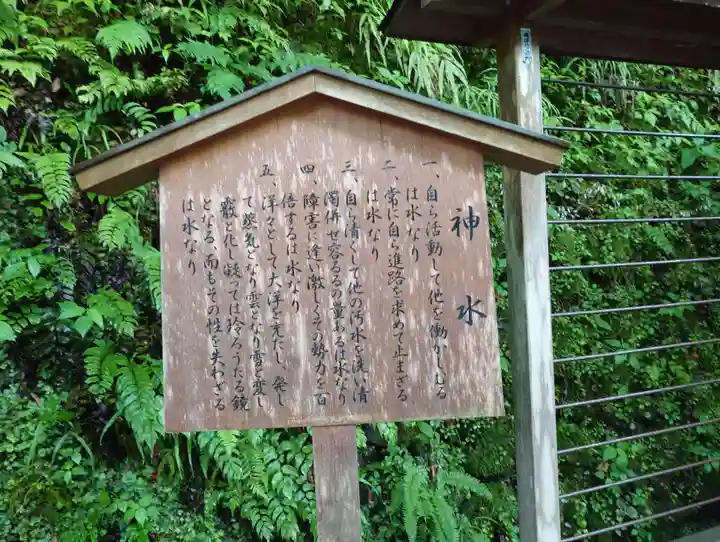 神水
一、自ら活動して他を働かしむる
は水なり
二、常に自ら進路を求めて止まざる
は水なり
三、自ら清くして他の汚水を洗い清
濁併せ容るるの量あるは水なり
四、障害に逢い激しくその勢力を百
倍するは水なり
五、洋々として大洋を充たし、発し
て蒸気となり雲となり雪と変し
霰と化し凝っては玲ろうたる鏡
となる、而もその性を失わざる
は水なり